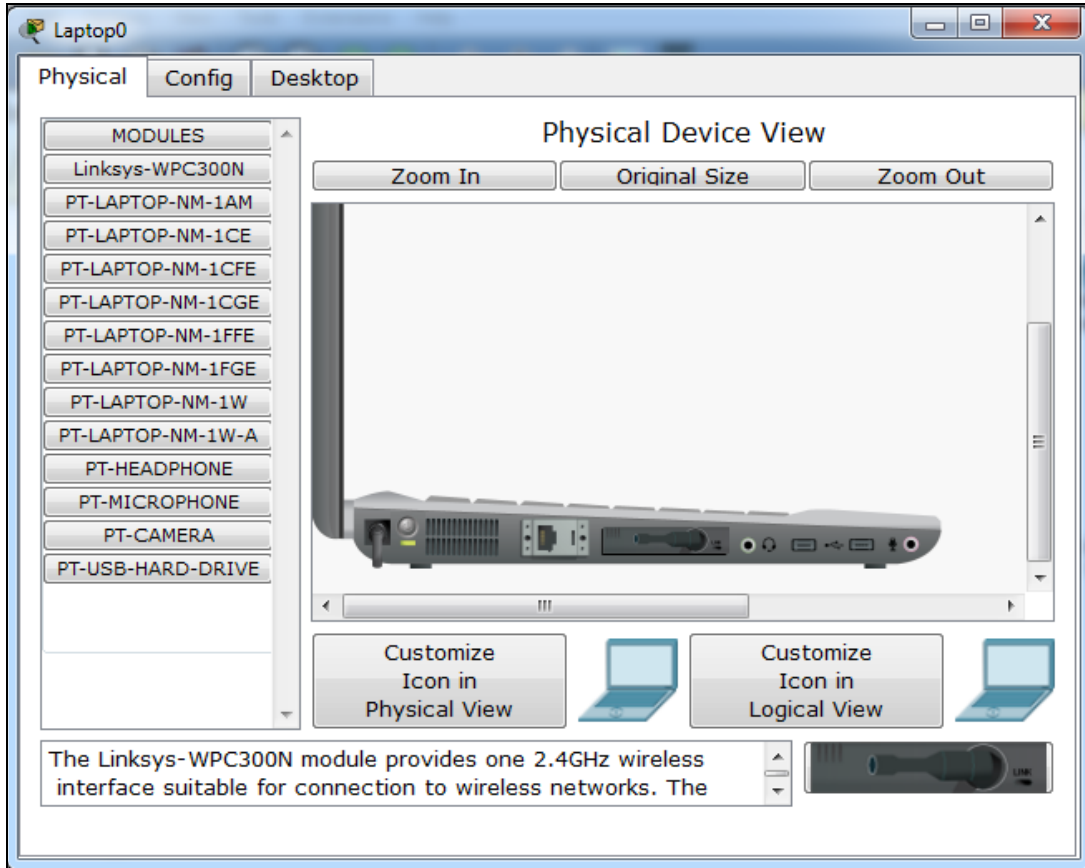 Laptop0
Physical Config Desktop
MODULES
Linksys-WPC300N
PT-LAPTOP-NM-1AM
PT-LAPTOP-NM-1CE
PT-LAPTOP-NM-1CFE
PT-LAPTOP-NM-1CGE
PT-LAPTOP-NM-1FFE
PT-LAPTOP-NM-1FGE
PT-LAPTOP-NM-1W
PT-LAPTOP-NM-1W-A
PT-HEADPHONE
PT-MICROPHONE
PT-CAMERA
PT-USB-HARD-DRIVE
Physical Device View
Zoom In Original Size Zoom Out
Customize
Icon in
Physical View
Customize
Icon in
Logical View
The Linksys-WPC300N module provides one 2.4GHz wireless
interface suitable for connection to wireless networks. The
LINK